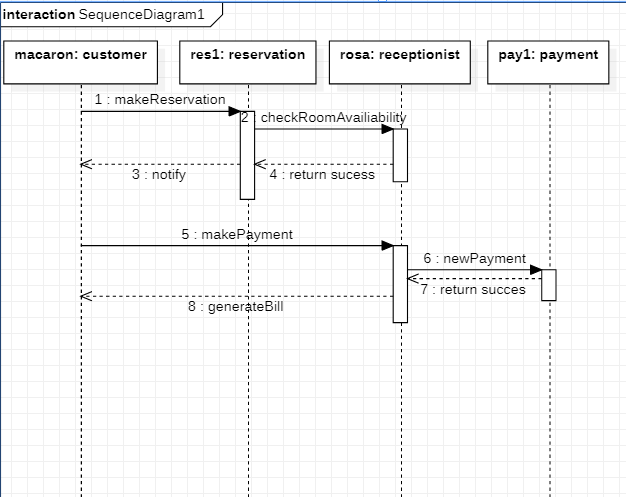 interaction SequenceDiagram1
macaron: customer
res1: reservation
rosa: receptionist
pay1: payment
1 : makeReservation
2 : checkRoomAvailiability
3 : notify
4 : return sucess
5 : makePayment
6 : newPayment
7 : return succes
8 : generateBill